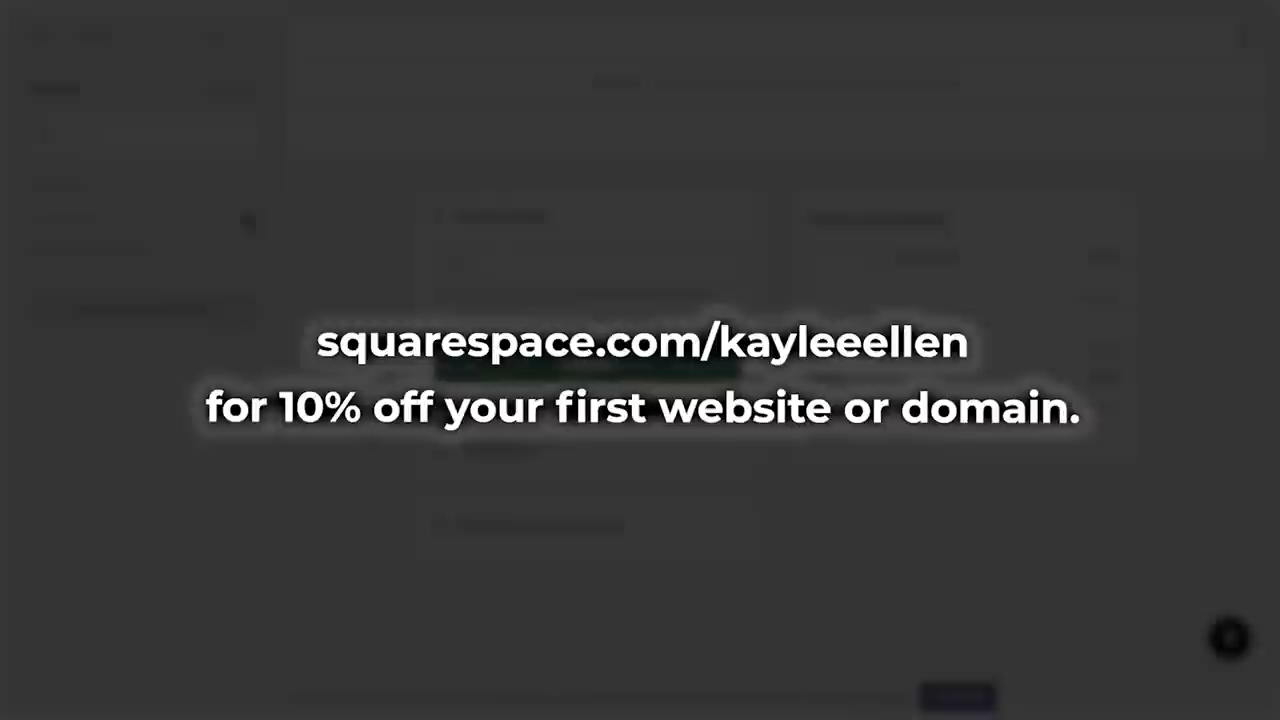 squarespace.com/kayleeellen
for 10% off your first website or domain.